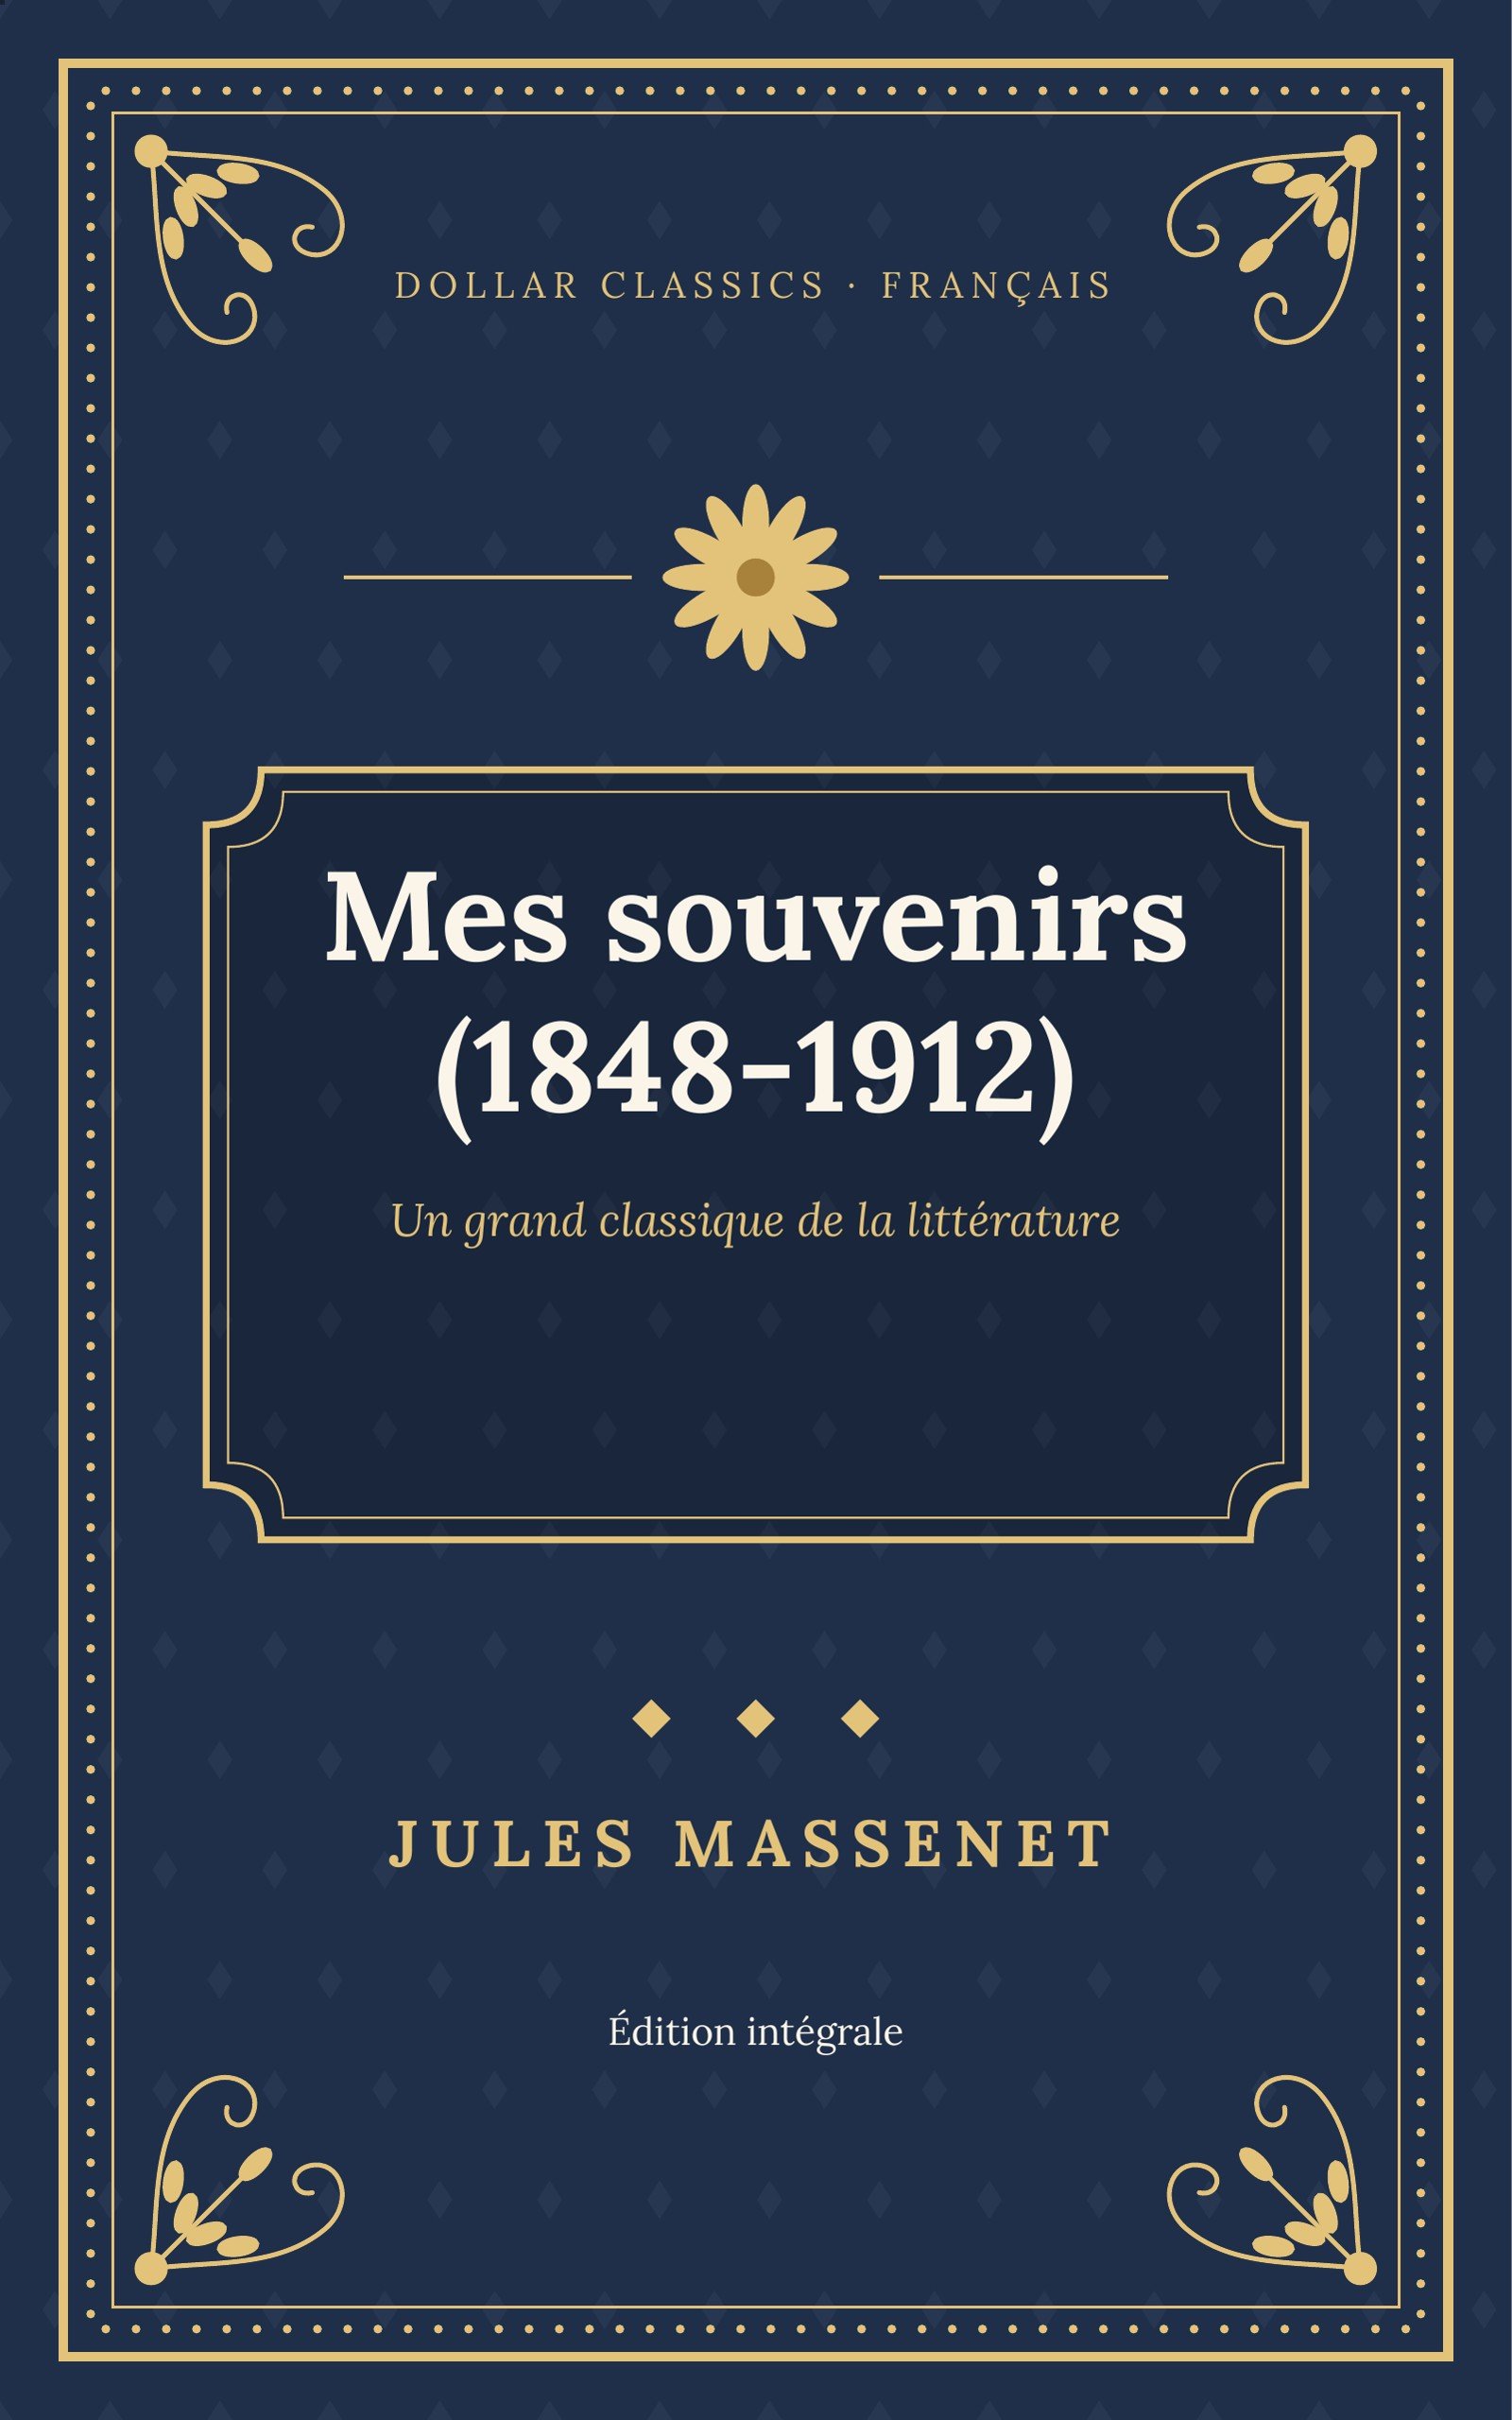 DOLLAR CLASSICS · FRANÇAIS
Mes souvenirs
(1848–1912)
Un grand classique de la littérature
JULES MASSENET
Édition intégrale